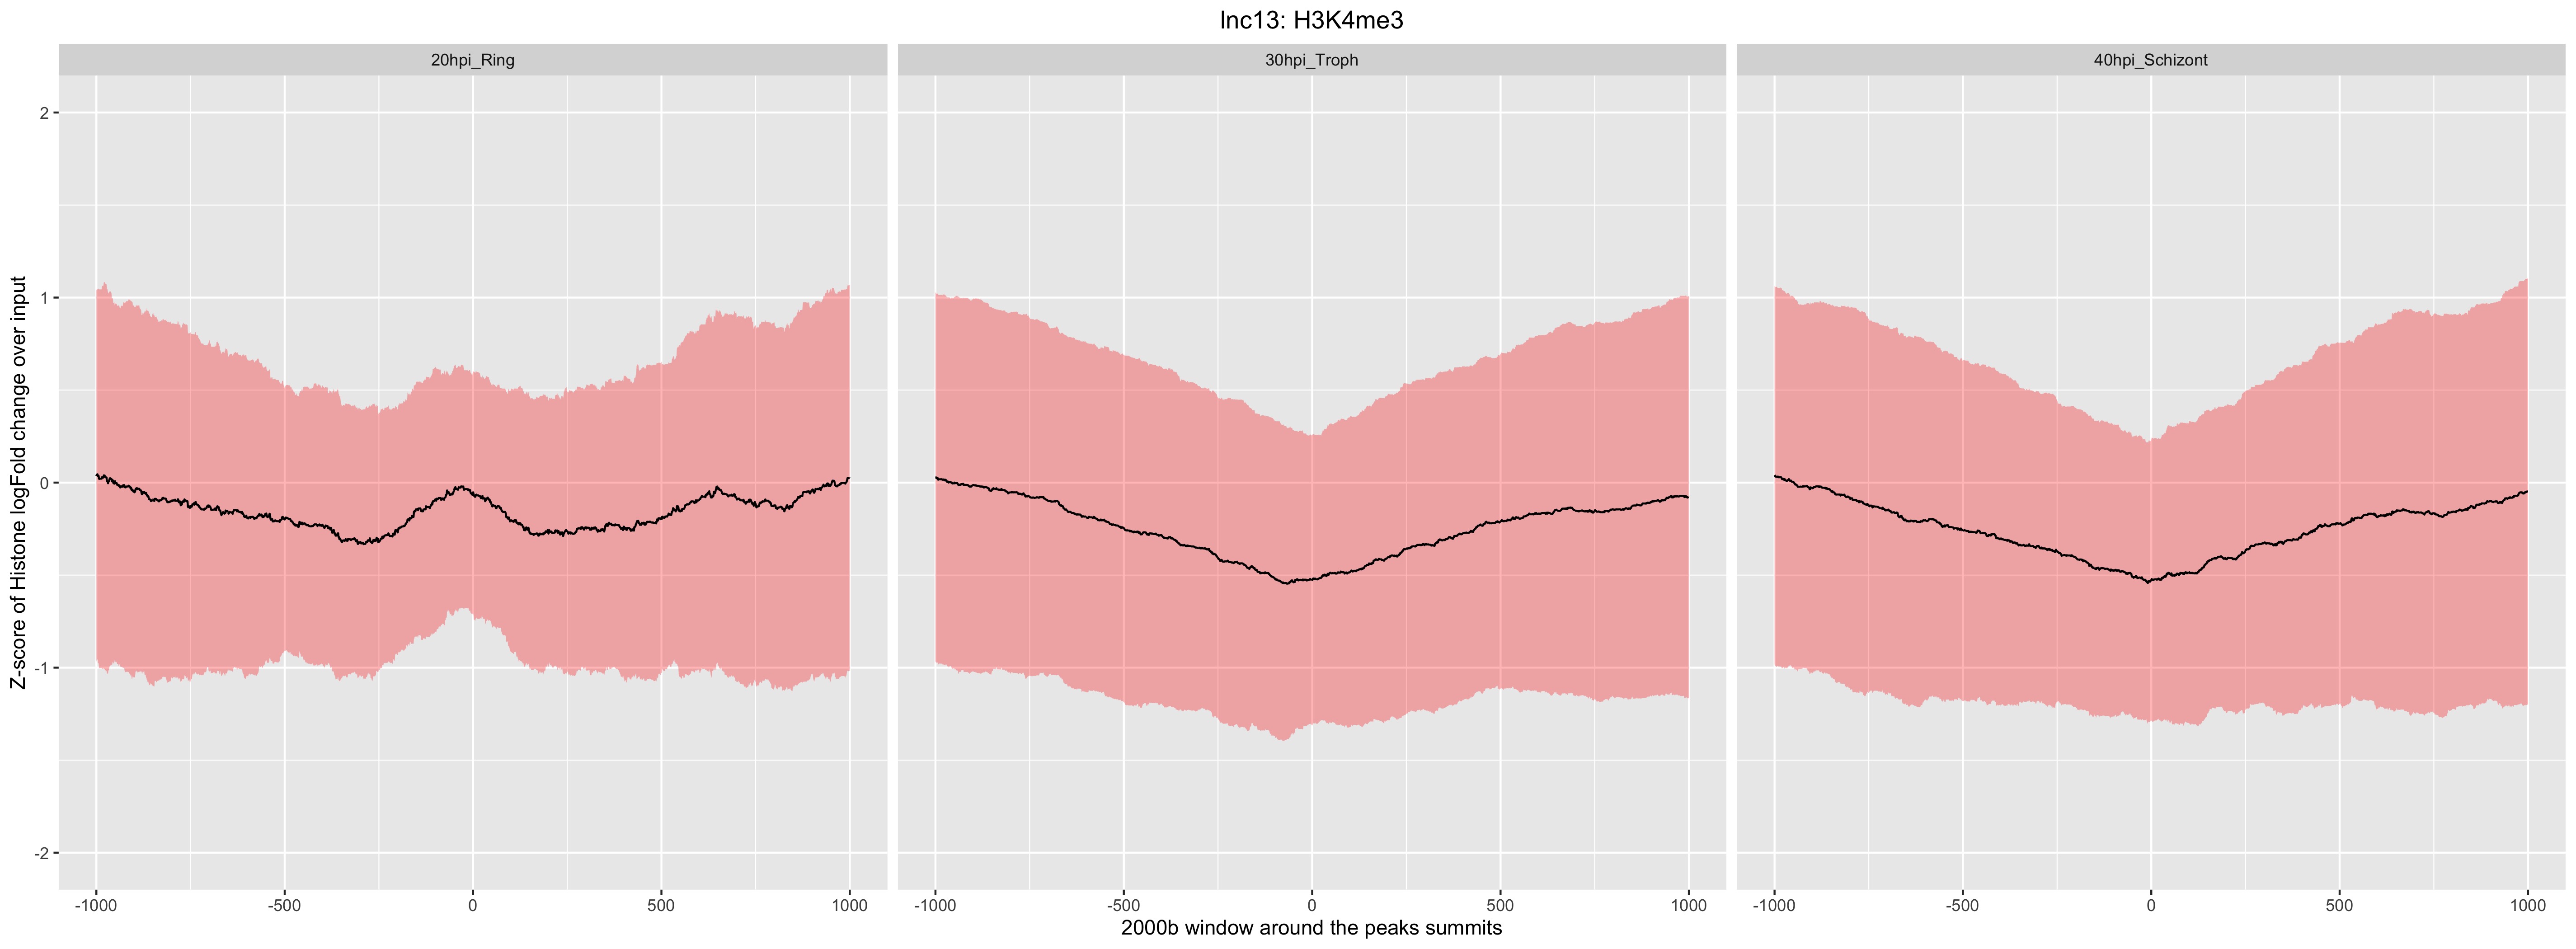 lnc13: H3K4me3
20hpi_Ring
30hpi_Troph
40hpi_Schizont
Z-score of Histone logFold change over input
2
1
0
-1
-2
-1000 -500 0 500 1000
-1000 -500 0 500 1000
-1000 -500 0 500 1000
2000b window around the peaks summits